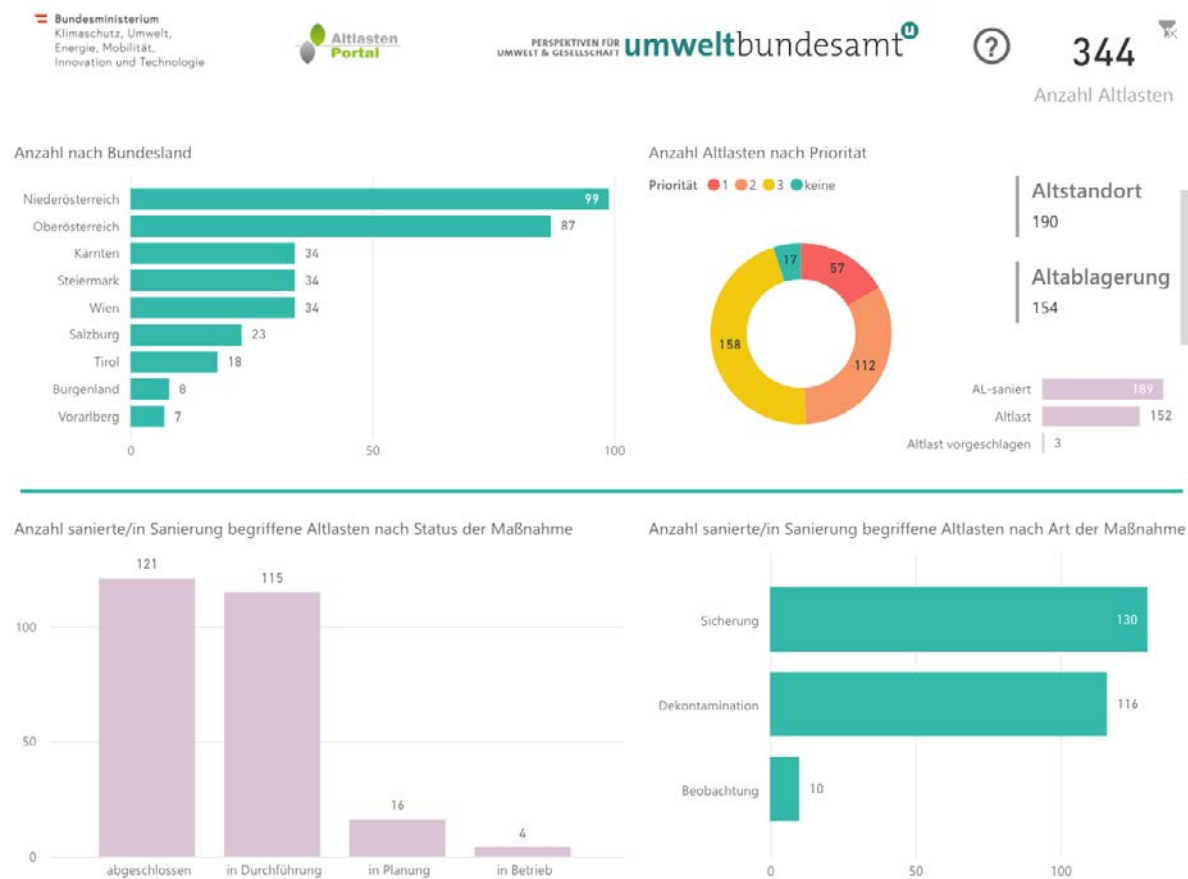 Bundesministerium
Klimaschutz, Umwelt,
Energie, Mobilität,
Innovation und Technologie
Altlasten
Portal
PERSPEKTIVEN FÜR
UMWELT & GESELLSCHAFT
umweltbundesamt
u
?
344
Anzahl Altlasten
Anzahl nach Bundesland
Niederösterreich 99
Oberösterreich 87
Kärnten 34
Steiermark 34
Wien 34
Salzburg 23
Tirol 18
Burgenland 8
Vorarlberg 7
0 50 100
Anzahl Altlasten nach Priorität
Priorität 1 2 3 keine
17
57
158
112
Altstandort
190
Altablagerung
154
AL-saniert 189
Altlast 152
Altlast vorgeschlagen 3
Anzahl sanierte/in Sanierung begriffene Altlasten nach Status der Maßnahme
121
115
100
50
16
4
0
abgeschlossen in Durchführung in Planung in Betrieb
Anzahl sanierte/in Sanierung begriffene Altlasten nach Art der Maßnahme
Sicherung 130
Dekontamination 116
Beobachtung 10
0 50 100